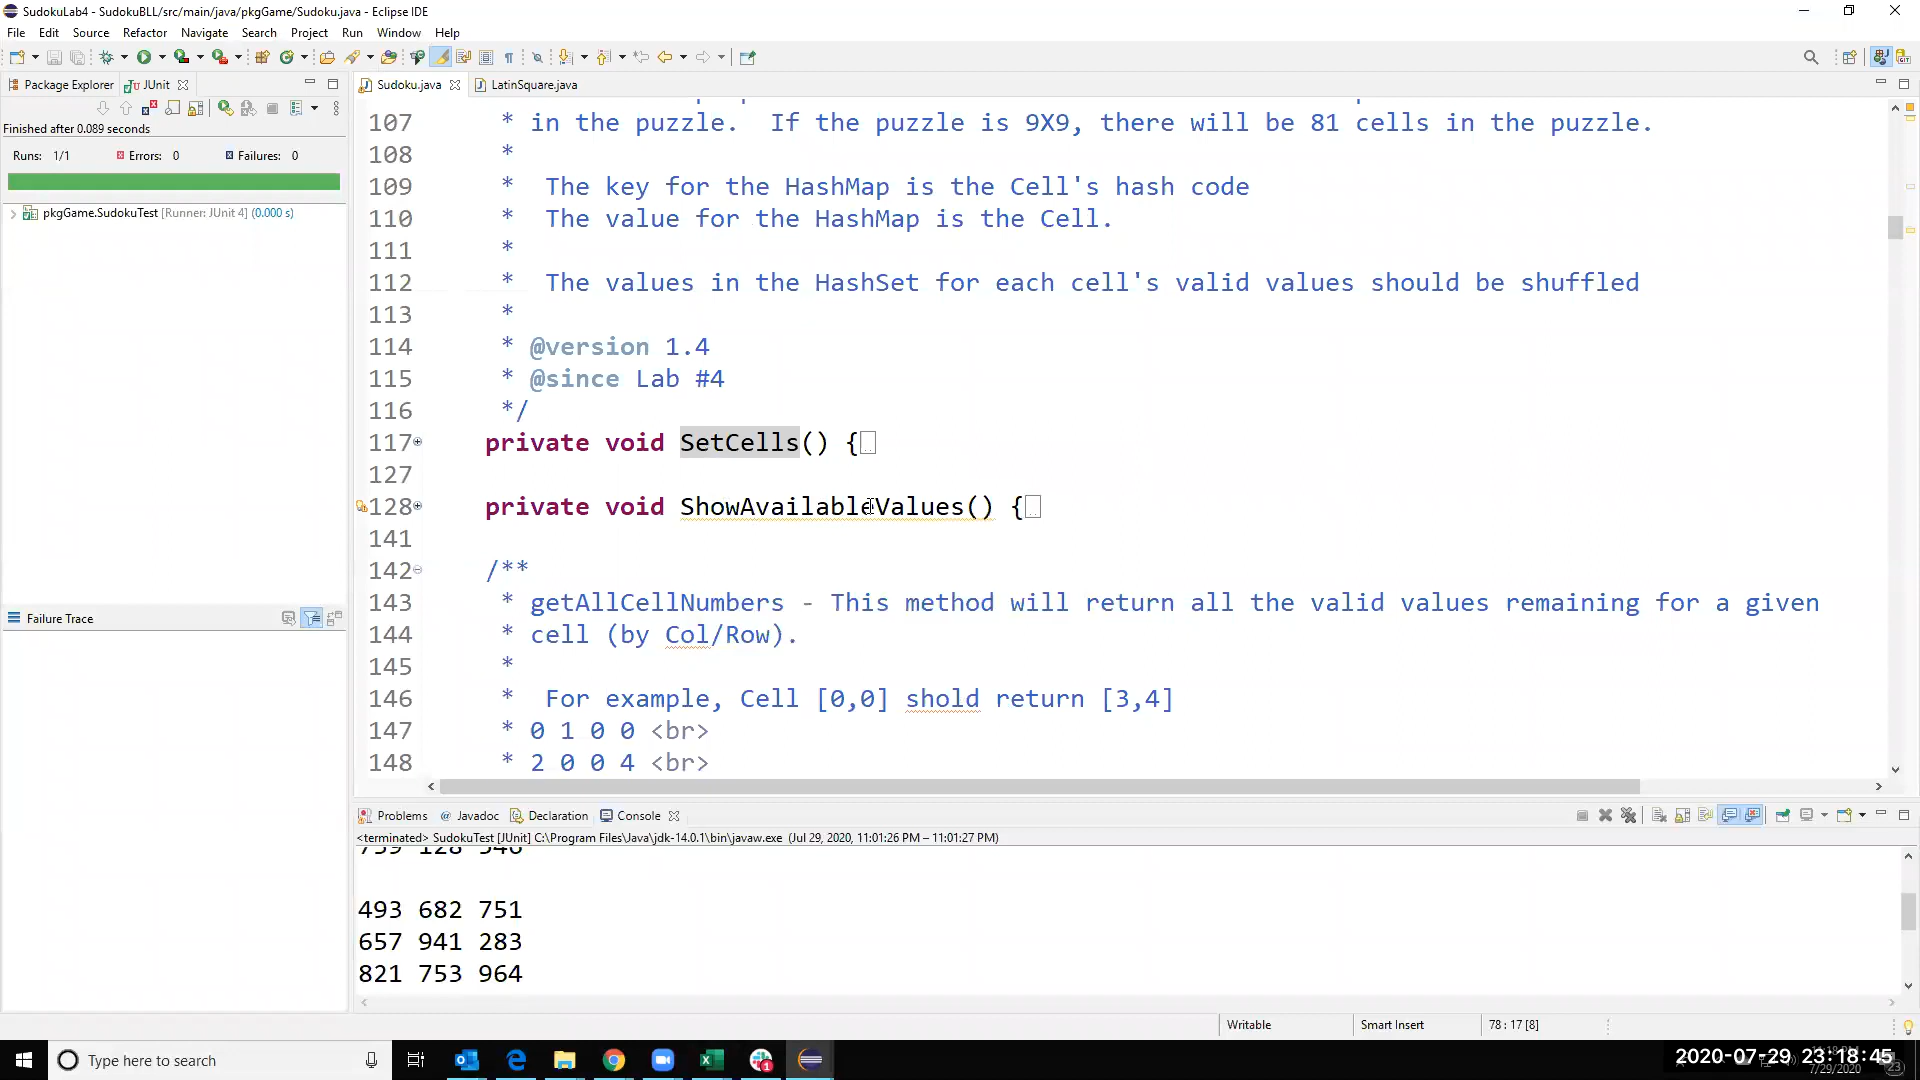 SudokuLab4 - SudokuBLL/src/main/java/pkgGame/Sudoku.java - Eclipse IDE
File Edit Source Refactor Navigate Search Project Run Window Help
Package Explorer JUnit
Sudoku.java LatinSquare.java
Finished after 0.089 seconds
Runs: 1/1 Errors: 0 Failures: 0
pkgGame.SudokuTest [Runner: JUnit 4] (0.000 s)
Failure Trace
107 * in the puzzle. If the puzzle is 9X9, there will be 81 cells in the puzzle.
108 *
109 * The key for the HashMap is the Cell's hash code
110 * The value for the HashMap is the Cell.
111 *
112 * The values in the HashSet for each cell's valid values should be shuffled
113 *
114 * @version 1.4
115 * @since Lab #4
116 */
117 private void SetCells() {
127
128 private void ShowAvailableValues() {
141
142 /**
143 * getAllCellNumbers - This method will return all the valid values remaining for a given
144 * cell (by Col/Row).
145 *
146 * For example, Cell [0,0] shold return [3,4]
147 * 0 1 0 0 <br>
148 * 2 0 0 4 <br>
Problems Javadoc Declaration Console
<terminated> SudokuTest [JUnit] C:\Program Files\Java\jdk-14.0.1\bin\javaw.exe (Jul 29, 2020, 11:01:26 PM – 11:01:27 PM)
739 128 546
493 682 751
657 941 283
821 753 964
Writable Smart Insert 78 : 17 [8]
Type here to search
2020-07-29 23:18:45
7/29/2020